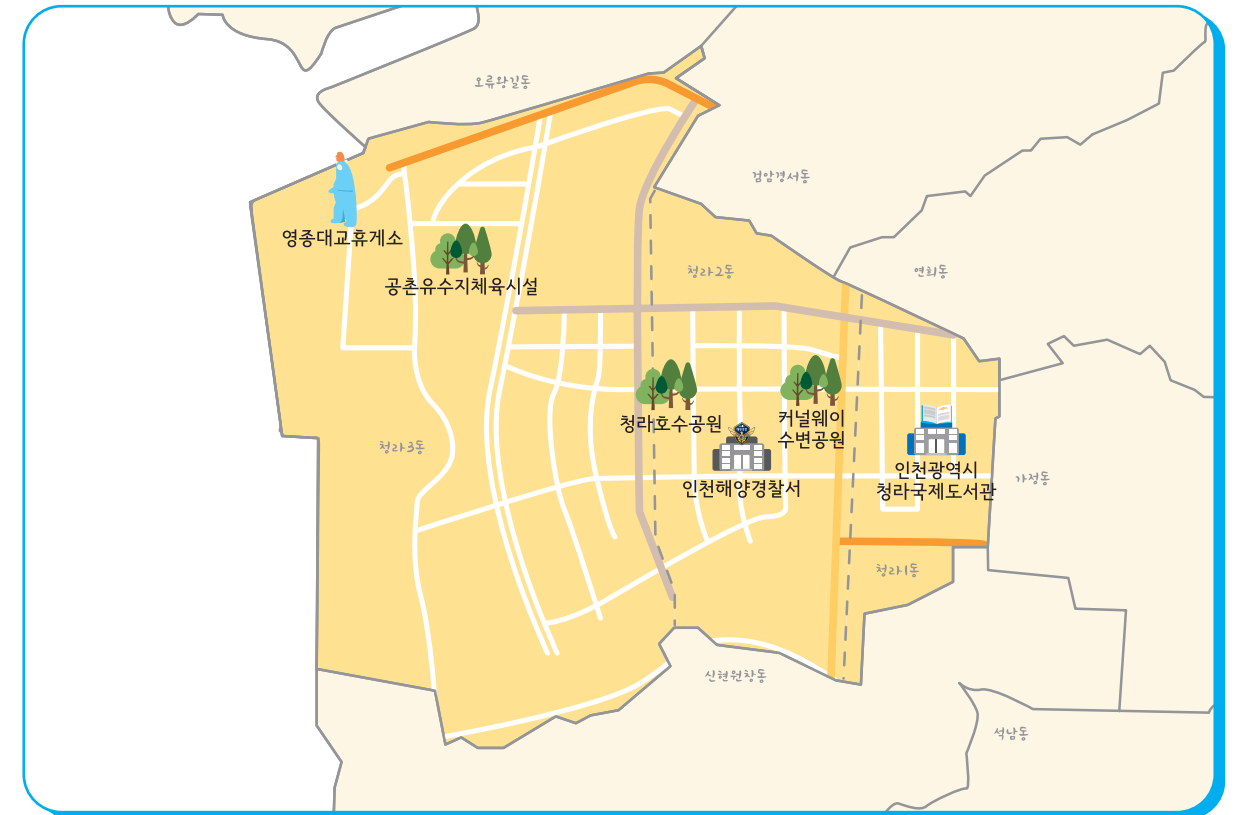 오류왕길동
검암경서동
영종대교휴게소
공촌유수지체육시설
청라2동
연희동
청라호수공원
커널웨이
수변공원
인천해양경찰서
인천광역시
청라국제도서관
청라3동
가정동
청라1동
신현원창동
석남동